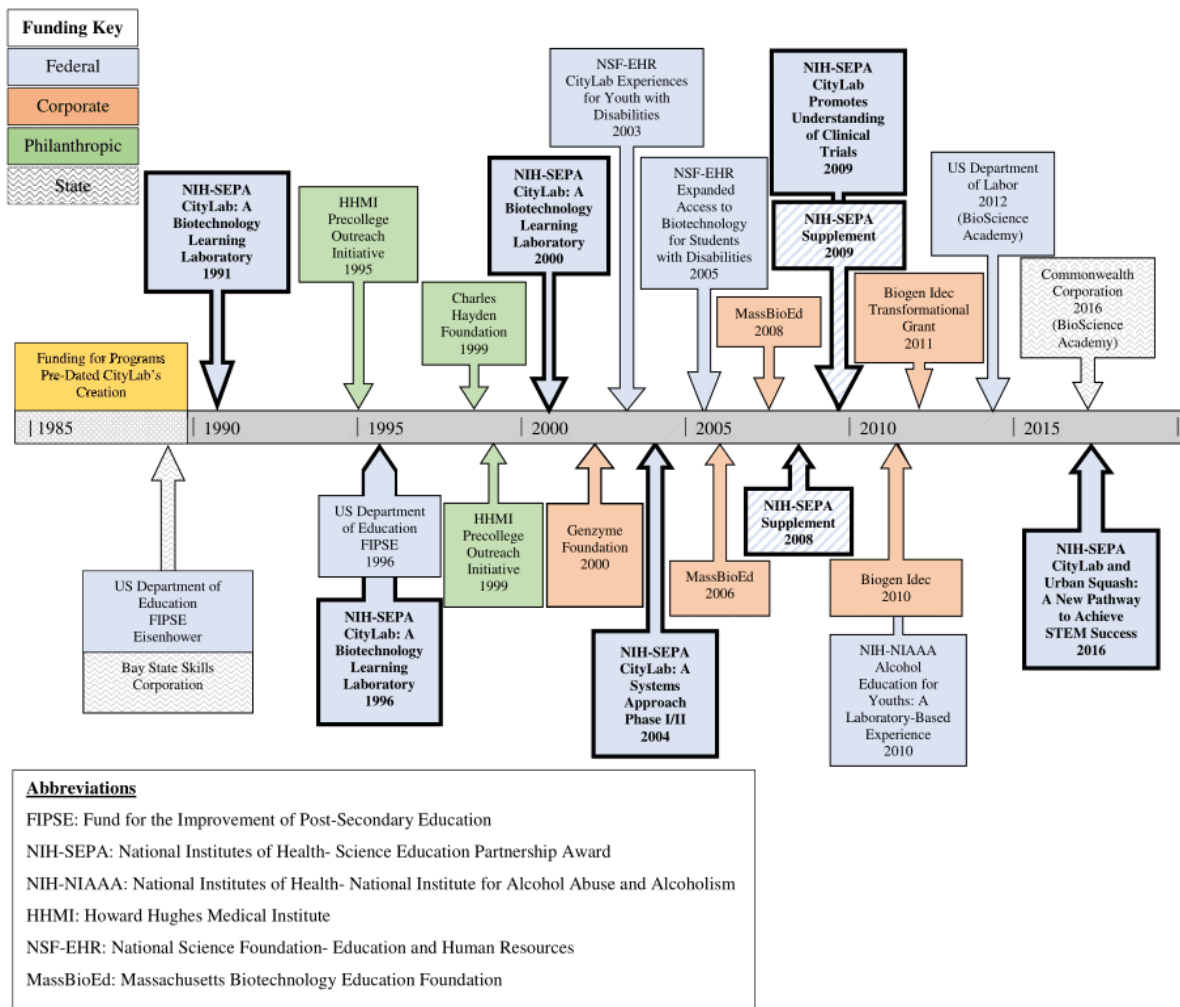 Funding Key
Federal
Corporate
Philanthropic
State
NIH-SEPA
CityLab: A
Biotechnology
Learning
Laboratory
1991
HHMI
Precollege
Outreach
Initiative
1995
Charles
Hayden
Foundation
1999
NIH-SEPA
CityLab: A
Biotechnology
Learning
Laboratory
2000
NSF-EHR
CityLab Experiences
for Youth with
Disabilities
2003
NSF-EHR
Expanded
Access to
Biotechnology
for Students
with Disabilities
2005
MassBioEd
2008
NIH-SEPA
CityLab
Promotes
Understanding
of Clinical
Trials
2009
NIH-SEPA
Supplement
2009
Biogen Idec
Transformational
Grant
2011
US Department
of Labor
2012
(BioScience
Academy)
Commonwealth
Corporation
2016
(BioScience
Academy)
Funding for Programs
Pre-Dated CityLab's
Creation
| 1985 | 1990 | 1995 | 2000 | 2005 | 2010 | 2015 |
US Department of
Education
FIPSE
Eisenhower
Bay State Skills
Corporation
US Department
of Education
FIPSE
1996
NIH-SEPA
CityLab: A
Biotechnology
Learning
Laboratory
1996
HHMI
Precollege
Outreach
Initiative
1999
Genzyme
Foundation
2000
NIH-SEPA
CityLab: A
Systems
Approach
Phase I/II
2004
MassBioEd
2006
NIH-SEPA
Supplement
2008
Biogen Idec
2010
NIH-NIAAA
Alcohol
Education for
Youths: A
Laboratory-Based
Experience
2010
NIH-SEPA
CityLab and
Urban Squash:
A New Pathway
to Achieve
STEM Success
2016
Abbreviations
FIPSE: Fund for the Improvement of Post-Secondary Education
NIH-SEPA: National Institutes of Health- Science Education Partnership Award
NIH-NIAAA: National Institutes of Health- National Institute for Alcohol Abuse and Alcoholism
HHMI: Howard Hughes Medical Institute
NSF-EHR: National Science Foundation- Education and Human Resources
MassBioEd: Massachusetts Biotechnology Education Foundation